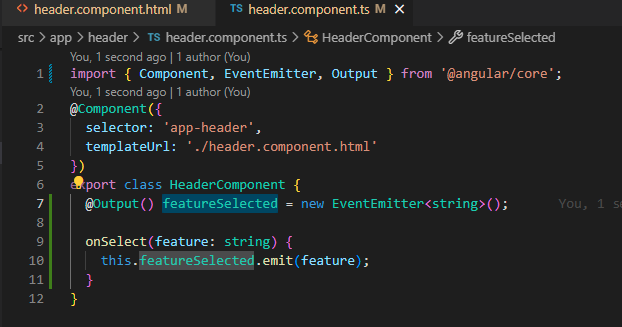 header.component.html M TS header.component.ts M
src > app > header > TS header.component.ts > HeaderComponent > featureSelected
You, 1 second ago | 1 author (You)
1 import { Component, EventEmitter, Output } from '@angular/core';
You, 1 second ago | 1 author (You)
2 @Component({
3 selector: 'app-header',
4 templateUrl: './header.component.html'
5 })
6 export class HeaderComponent {
7 @Output() featureSelected = new EventEmitter<string>(); You, 1 s
8
9 onSelect(feature: string) {
10 this.featureSelected.emit(feature);
11 }
12 }